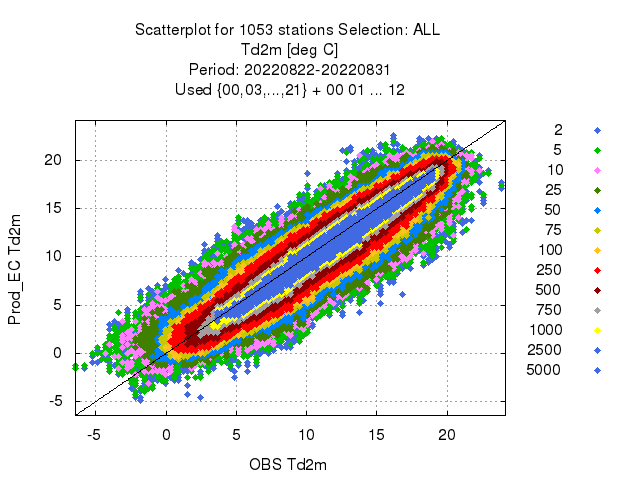 Scatterplot for 1053 stations Selection: ALL
Td2m [deg C]
Period: 20220822-20220831
Used {00,03,...,21} + 00 01 ... 12
Prod_EC Td2m
20
15
10
5
0
-5
-5 0 5 10 15 20
OBS Td2m
2
5
10
25
50
75
100
250
500
750
1000
2500
5000